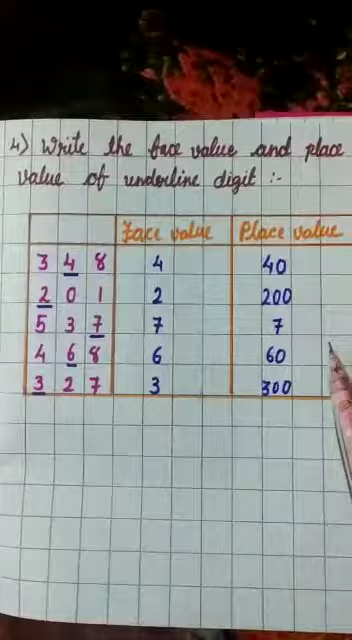 4) Write the face value and place
value of underline digit :-
Face value Place value
3 4 8 4 40
2 0 1 2 200
5 3 7 7 7
4 6 8 6 60
3 2 7 3 300